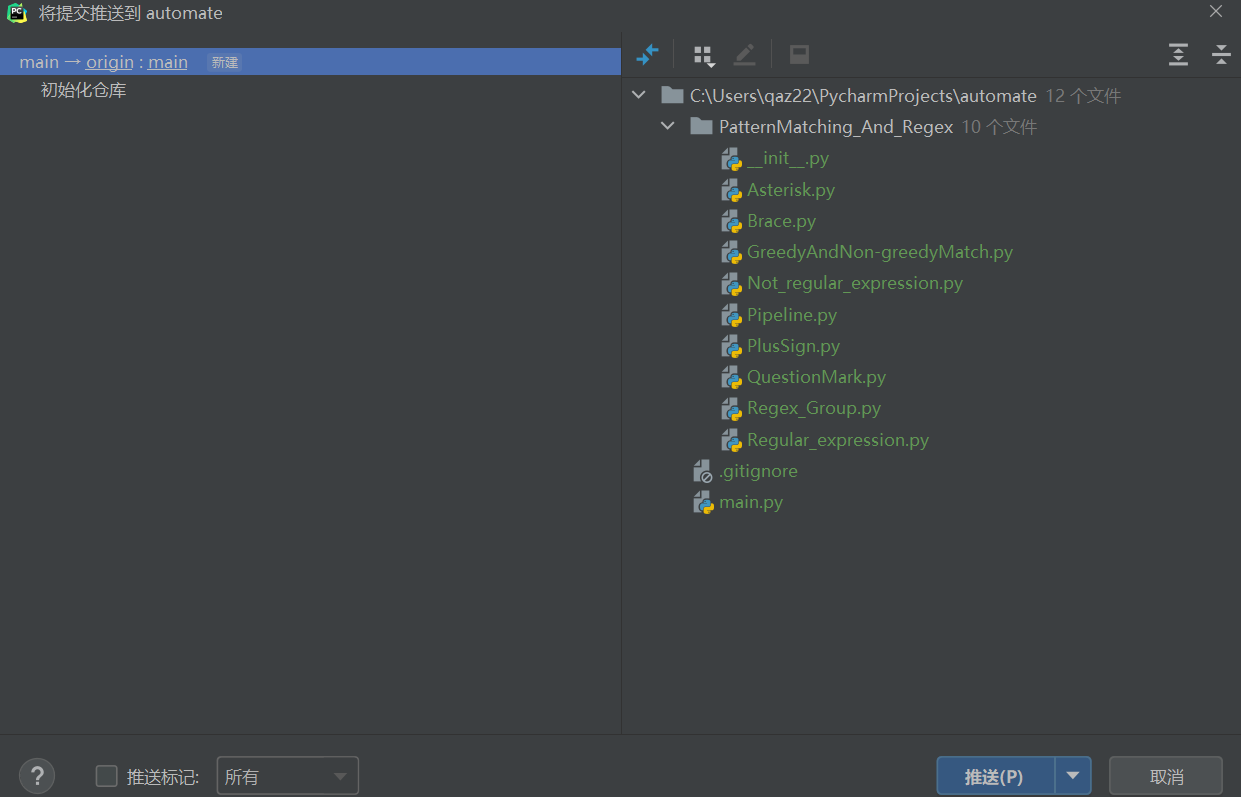 将提交推送到 automate
main → origin : main 新建
初始化仓库
C:\Users\qaz22\PycharmProjects\automate 12 个文件
PatternMatching_And_Regex 10 个文件
__init__.py
Asterisk.py
Brace.py
GreedyAndNon-greedyMatch.py
Not_regular_expression.py
Pipeline.py
PlusSign.py
QuestionMark.py
Regex_Group.py
Regular_expression.py
.gitignore
main.py
? 推送标记: 所有 推送(P) 取消